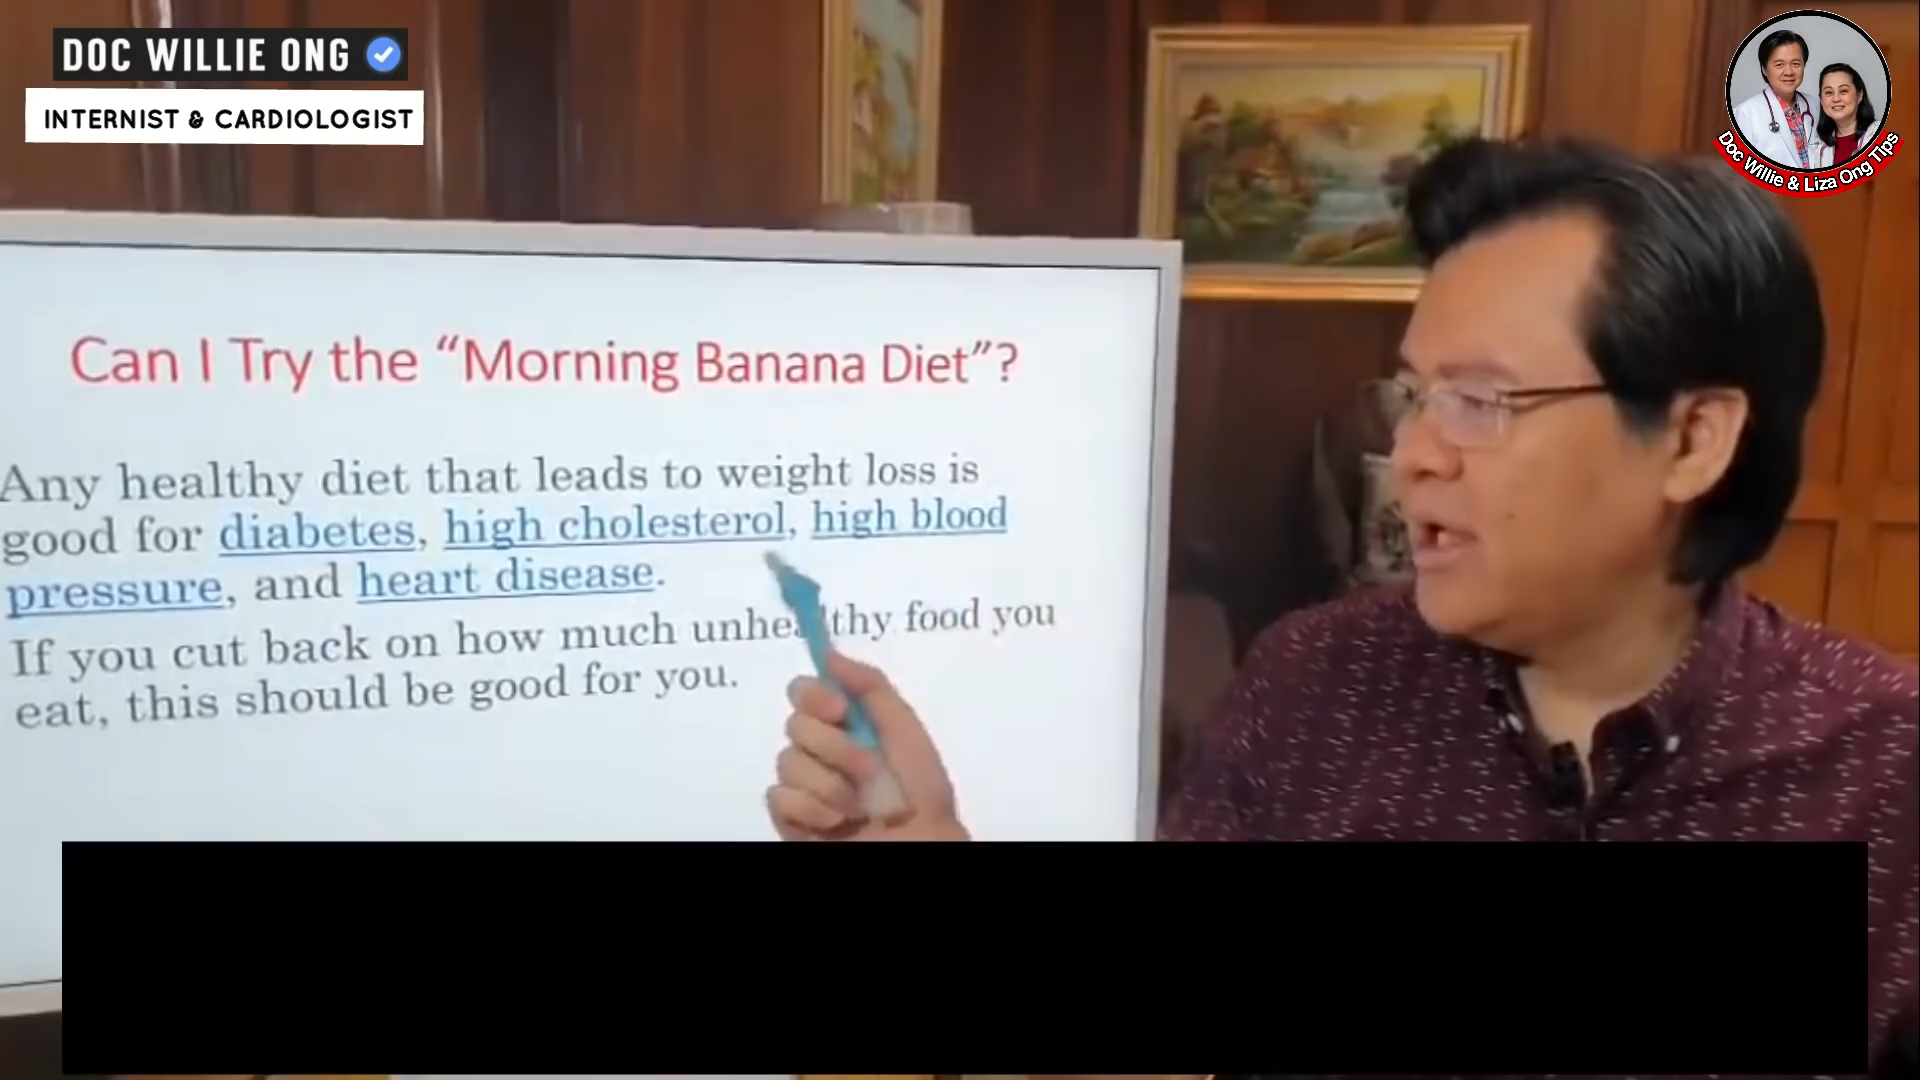 DOC WILLIE ONG
INTERNIST & CARDIOLOGIST
Doc Willie & Liza Ong Tips
Can I Try the “Morning Banana Diet”?
Any healthy diet that leads to weight loss is
good for diabetes, high cholesterol, high blood
pressure, and heart disease.
If you cut back on how much unhealthy food you
eat, this should be good for you.